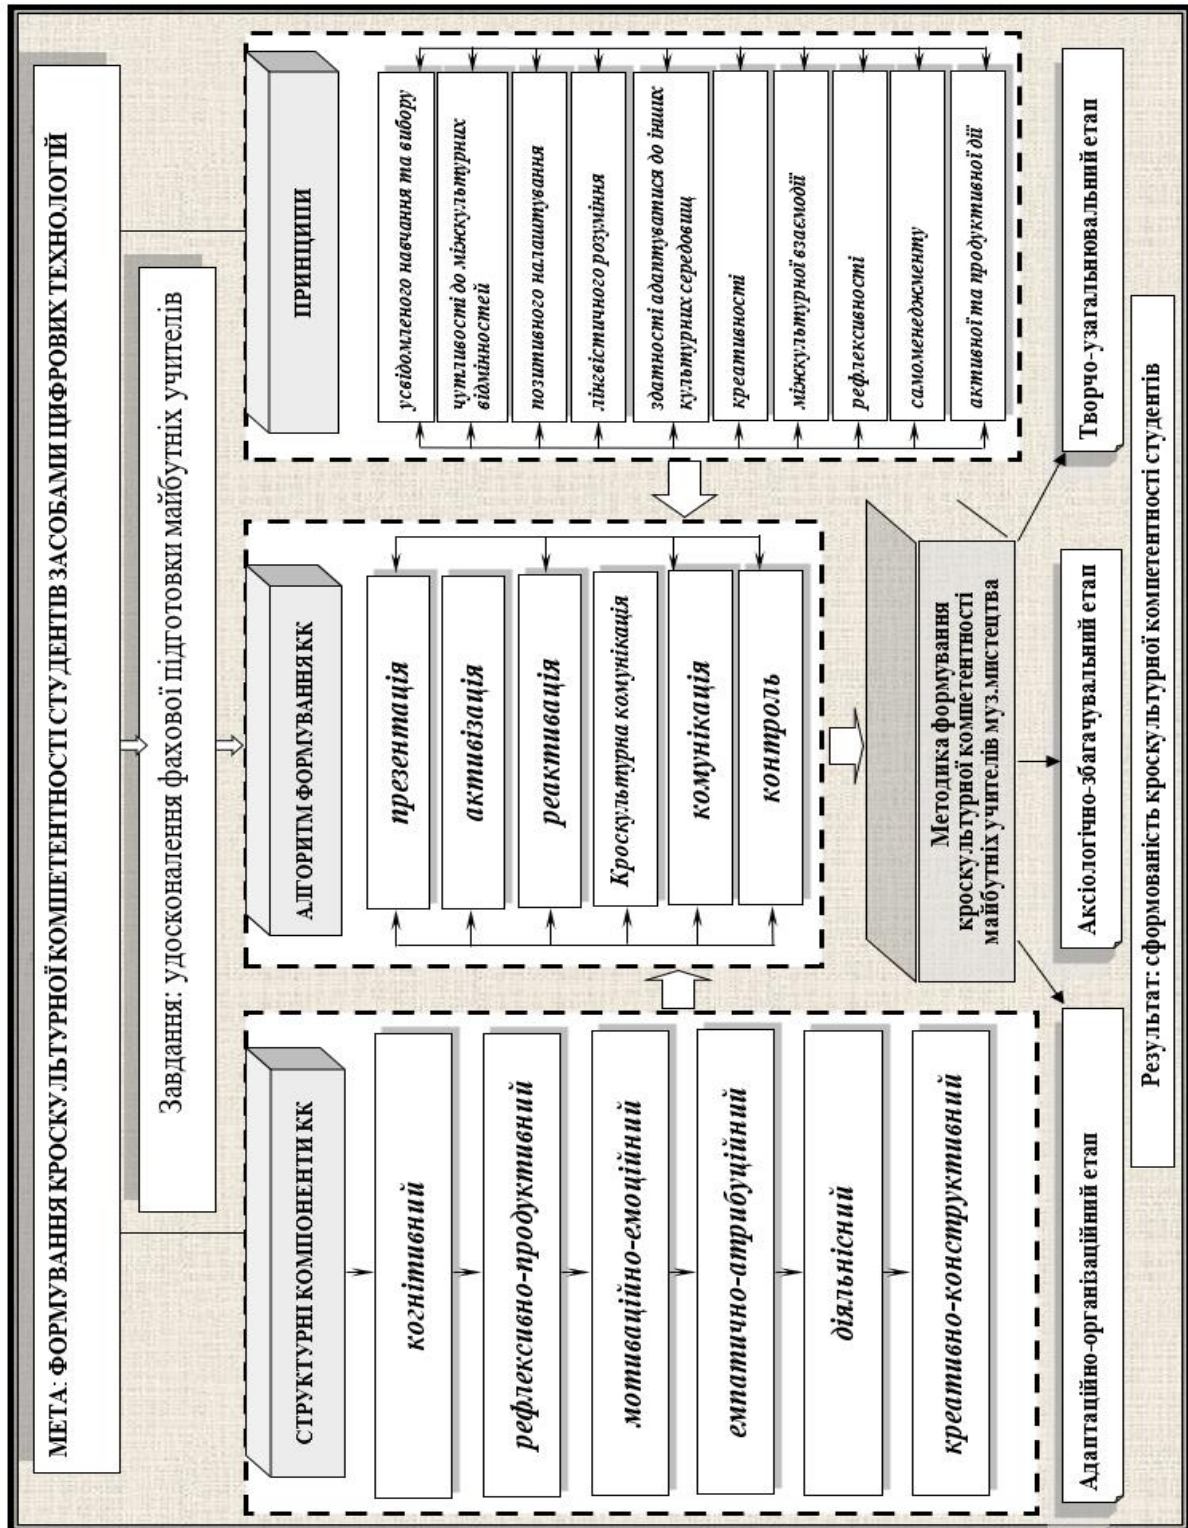 МЕТА: ФОРМУВАННЯ КРОСКУЛЬТУРНОЇ КОМПЕТЕНТНОСТІ СТУДЕНТІВ ЗАСОБАМИ ЦИФРОВИХ ТЕХНОЛОГІЙ
Завдання: удосконалення фахової підготовки майбутніх учителів
СТРУКТУРНІ КОМПОНЕНТИ КК
когнітивний
рефлексивно-продуктивний
мотиваційно-емоційний
емпатично-атрибуційний
діяльнісний
креативно-конструктивний
АЛГОРИТМ ФОРМУВАННЯ КК
презентація
активізація
реактивація
Кроскультурна комунікація
комунікація
контроль
ПРИНЦИПИ
усвідомленого навчання та вибору
чутливості до міжкультурних
відмінностей
позитивного налаштування
лінгвістичного розуміння
здатності адаптуватися до інших
культурних середовищ
креативності
міжкультурної взаємодії
рефлексивності
самоменеджменту
активної та продуктивної дії
Методика формування
кроскультурної компетентності
майбутніх учителів муз.мистецтва
Адаптаційно-організаційний етап
Аксіологічно-збагачувальний етап
Творчо-узагальнювальний етап
Результат: сформованість кроскультурної компетентності студентів